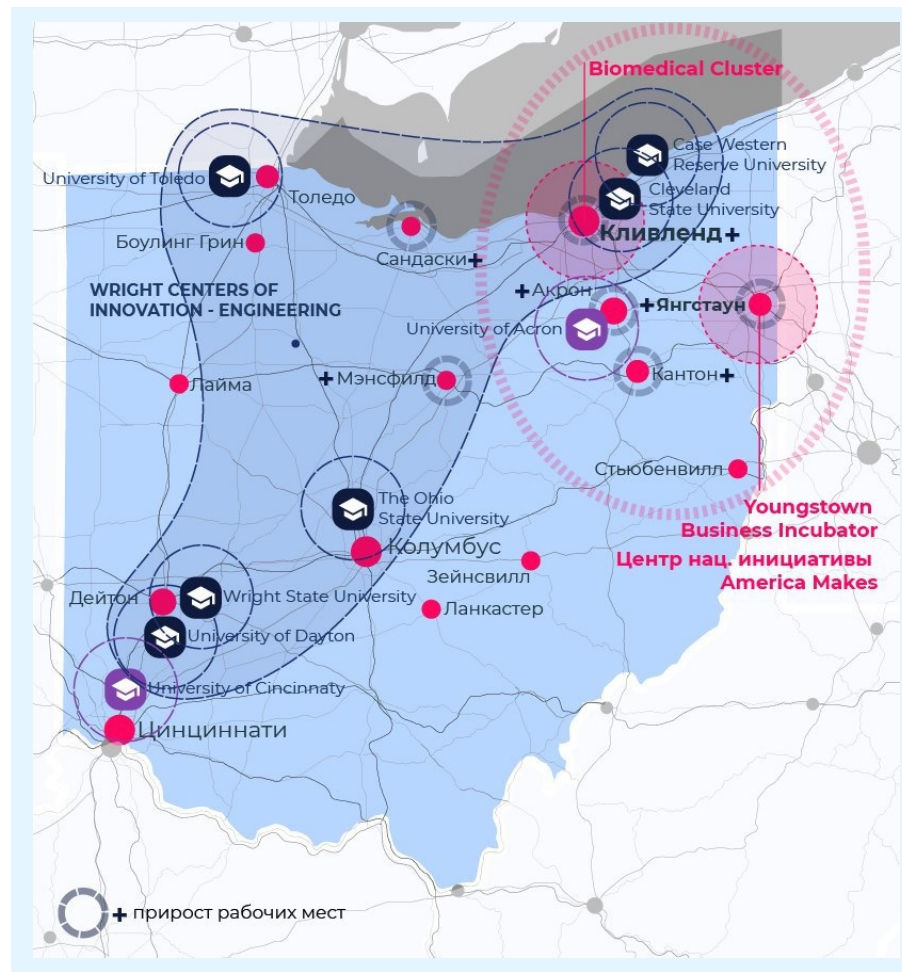 Biomedical Cluster
Case Western
Reserve University
University of Toledo
Cleveland
State University
Толедо
Кливленд +
Боулинг Грин
Сандаски +
WRIGHT CENTERS OF
INNOVATION - ENGINEERING
+ Акрон
+ Янгстаун
University of Acron
Лайма
+ Мэнсфилд
Кантон +
Стьюбенвилл
The Ohio
State University
Youngstown
Business Incubator
Колумбус
Центр нац. инициативы
America Makes
Зейнсвилл
Дейтон
Wright State University
Ланкастер
University of Dayton
University of Cincinnaty
Цинциннати
+ прирост рабочих мест